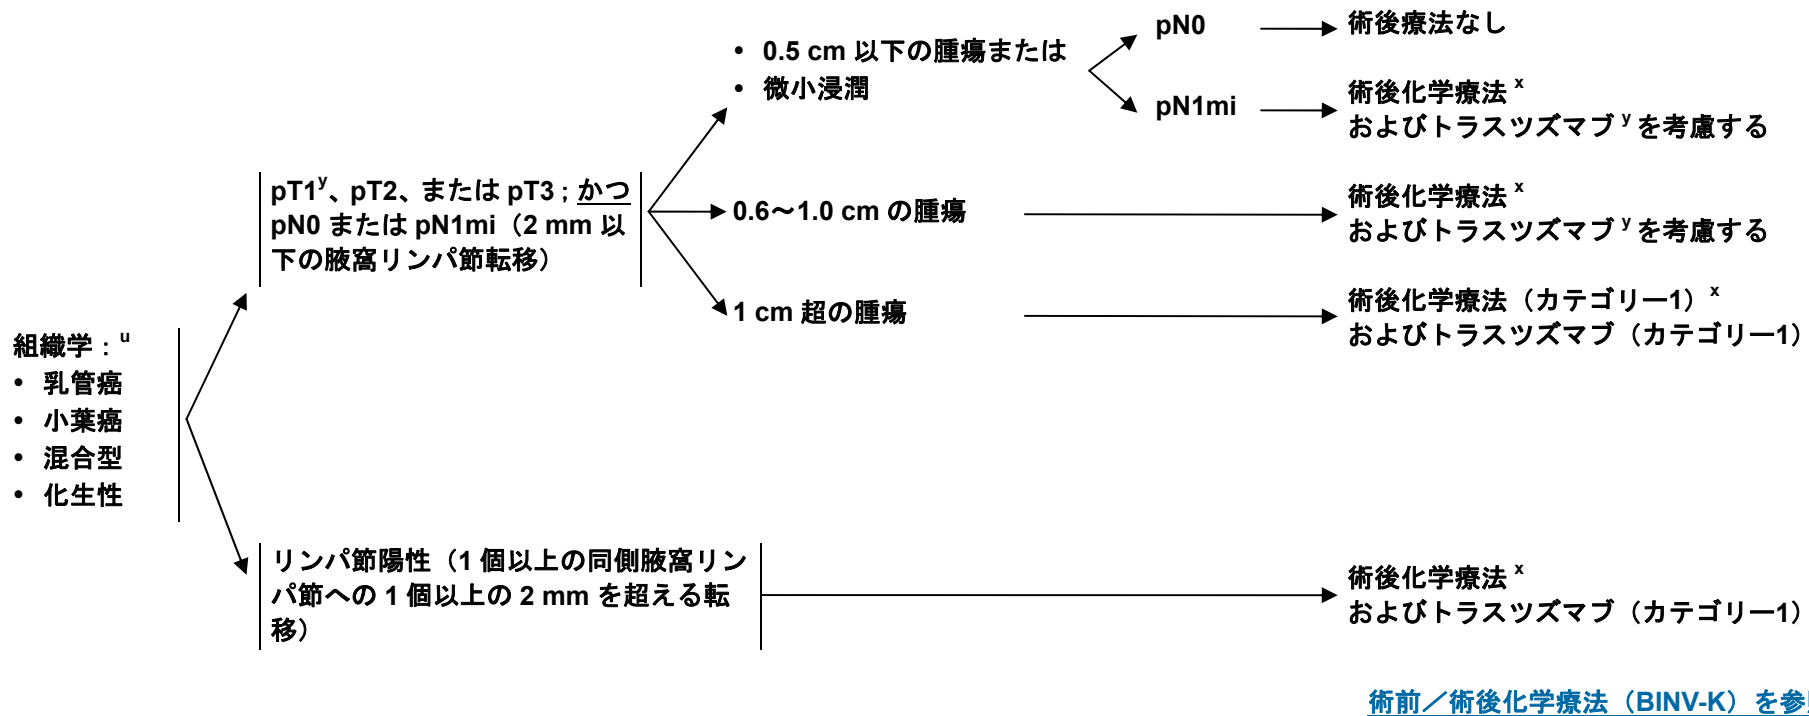 組織学：u
• 乳管癌
• 小葉癌
• 混合型
• 化生性
pT1y、pT2、または pT3；かつ
pN0 または pN1mi（2 mm 以
下の腋窩リンパ節転移）
• 0.5 cm 以下の腫瘍または
• 微小浸潤
pN0
術後療法なし
pN1mi
術後化学療法 x
およびトラスツズマブ y を考慮する
0.6～1.0 cm の腫瘍
術後化学療法 x
およびトラスツズマブ y を考慮する
1 cm 超の腫瘍
術後化学療法（カテゴリー1）x
およびトラスツズマブ（カテゴリー1）
リンパ節陽性（1 個以上の同側腋窩リン
パ節への 1 個以上の 2 mm を超える転
移）
術後化学療法 x
およびトラスツズマブ（カテゴリー1）
術前／術後化学療法（BINV-K）を参